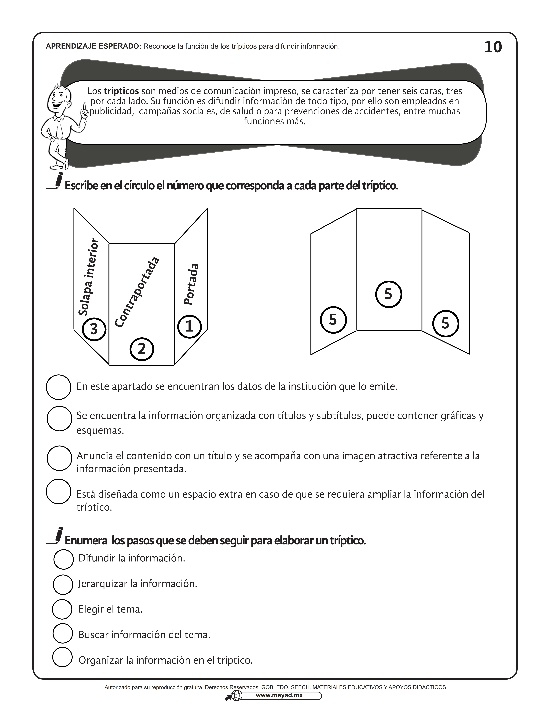 APRENDIZAJE ESPERADO: Reconoce la función de los trípticos para difundir información.
10
Los trípticos son medios de comunicación impreso, se caracteriza por tener seis caras, tres
por cada lado. Su función es difundir información de todo tipo, por ello son empleados en
publicidad, campañas sociales, de salud o para prevenciones de accidentes, entre muchas
funciones más.
Escribe en el círculo el número que corresponda a cada parte del tríptico.
Solapa interior
Contraportada
Portada
3
2
1
5
5
5
En este apartado se encuentran los datos de la institución que lo emite.
Se encuentra la información organizada con títulos y subtítulos, puede contener gráficas y
esquemas.
Anuncia el contenido con un título y se acompaña con una imagen atractiva referente a la
información presentada.
Está diseñada como un espacio extra en caso de que se requiera ampliar la información del
tríptico.
Enumera los pasos que se deben seguir para elaborar un tríptico.
Difundir la información.
Jerarquizar la información.
Elegir el tema.
Buscar información del tema.
Organizar la información en el tríptico.
Autorizado para su reproducción gratuita. Derechos Reservados. MATERIALES EDUCATIVOS Y APOYOS DIDACTICOS
www.meyad.mx